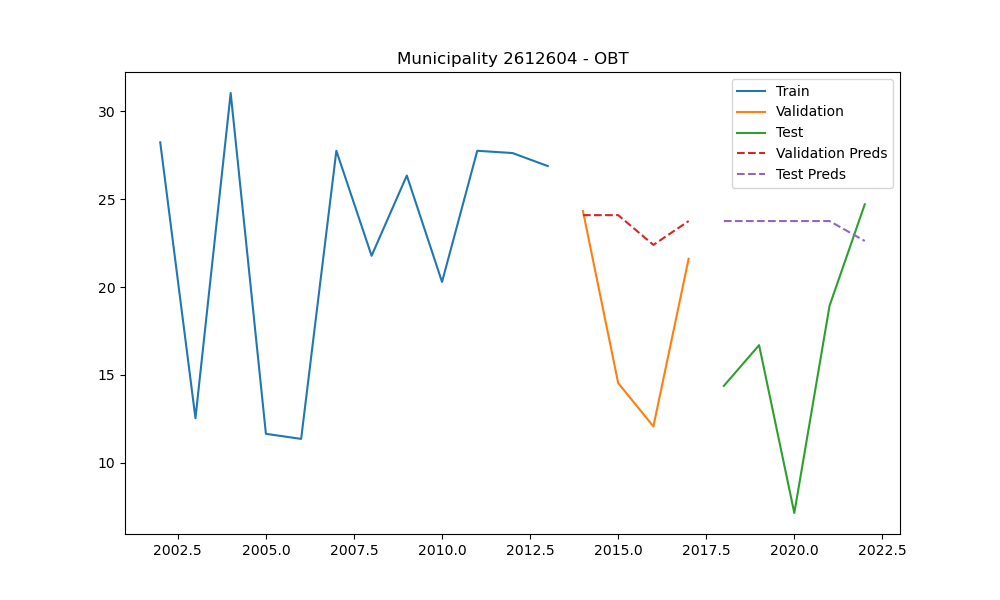 Municipality 2612604 - OBT
Train
Validation
Test
Validation Preds
Test Preds
30
25
20
15
10
2002.5 2005.0 2007.5 2010.0 2012.5 2015.0 2017.5 2020.0 2022.5